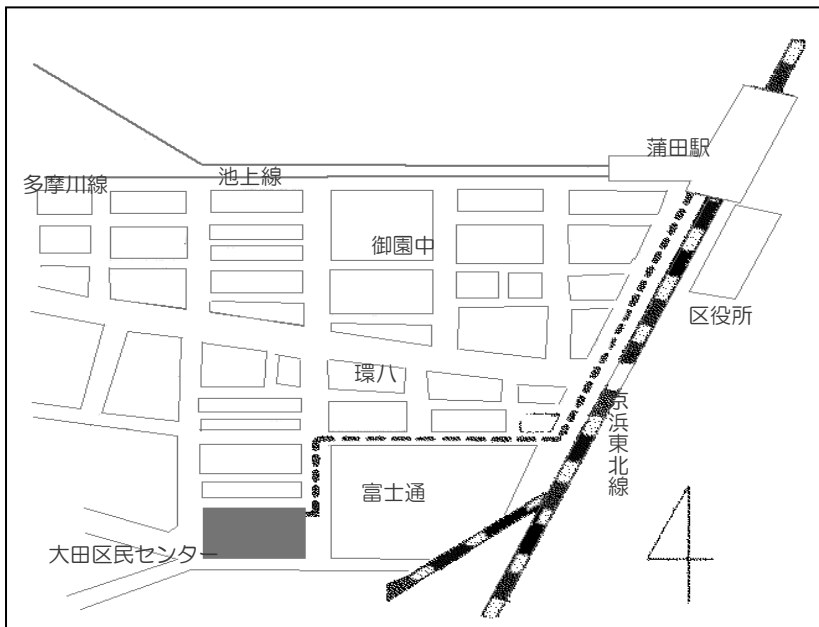 蒲田駅
多摩川線
池上線
御園中
区役所
環八
京浜東北線
富士通
大田区民センター